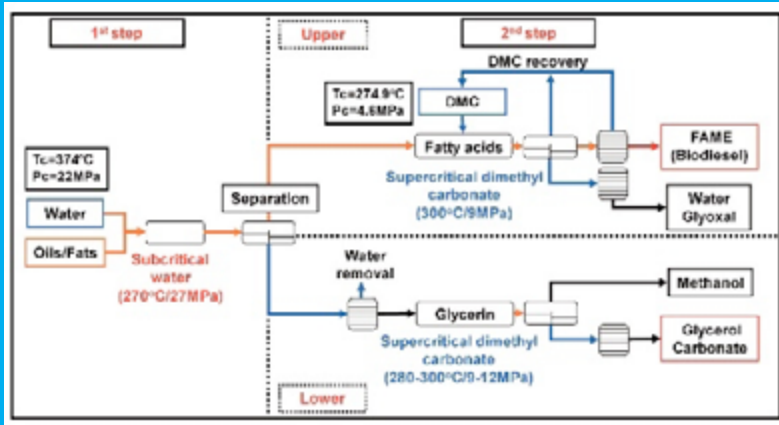 1st step
Upper
2nd step
DMC recovery
Tc=274.9°C
Pc=4.6MPa
DMC
Tc=374°C
Pc=22MPa
Fatty acids
FAME
(Biodiesel)
Water
Oils/Fats
Separation
Supercritical dimethyl
carbonate
(300°C/9MPa)
Water
Glyoxal
Subcritical
water
(270°C/27MPa)
Water
removal
Glycerin
Methanol
Supercritical dimethyl
carbonate
(280-300°C/9-12MPa)
Glycerol
Carbonate
Lower